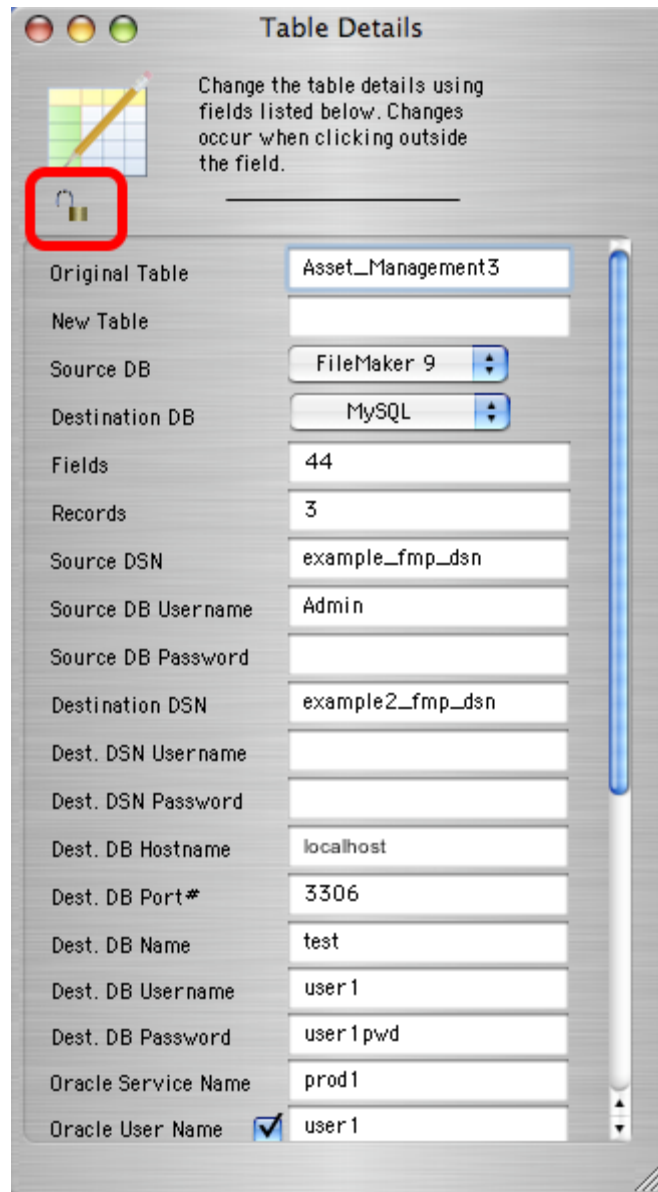 Table Details
Change the table details using
fields listed below. Changes
occur when clicking outside
the field.
Original Table Asset_Management3
New Table
Source DB FileMaker 9
Destination DB MySQL
Fields 44
Records 3
Source DSN example_fmp_dsn
Source DB Username Admin
Source DB Password
Destination DSN example2_fmp_dsn
Dest. DSN Username
Dest. DSN Password
Dest. DB Hostname localhost
Dest. DB Port# 3306
Dest. DB Name test
Dest. DB Username user1
Dest. DB Password user1pwd
Oracle Service Name prod1
Oracle User Name user1